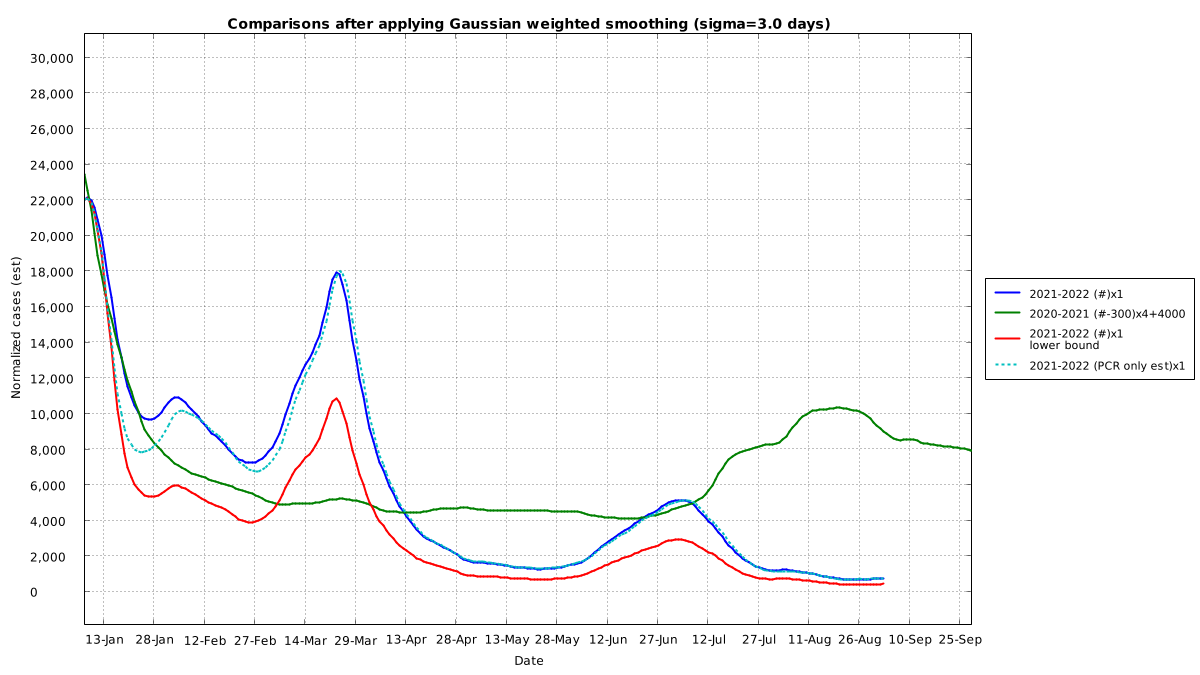 Comparisons after applying Gaussian weighted smoothing (sigma=3.0 days)
Normalized cases (est)
30,000
28,000
26,000
24,000
22,000
20,000
18,000
16,000
14,000
12,000
10,000
8,000
6,000
4,000
2,000
0
13-Jan 28-Jan 12-Feb 27-Feb 14-Mar 29-Mar 13-Apr 28-Apr 13-May 28-May 12-Jun 27-Jun 12-Jul 27-Jul 11-Aug 26-Aug 10-Sep 25-Sep
Date
2021-2022 (#)x1
2020-2021 (#-300)x4+4000
2021-2022 (#)x1
lower bound
2021-2022 (PCR only est)x1